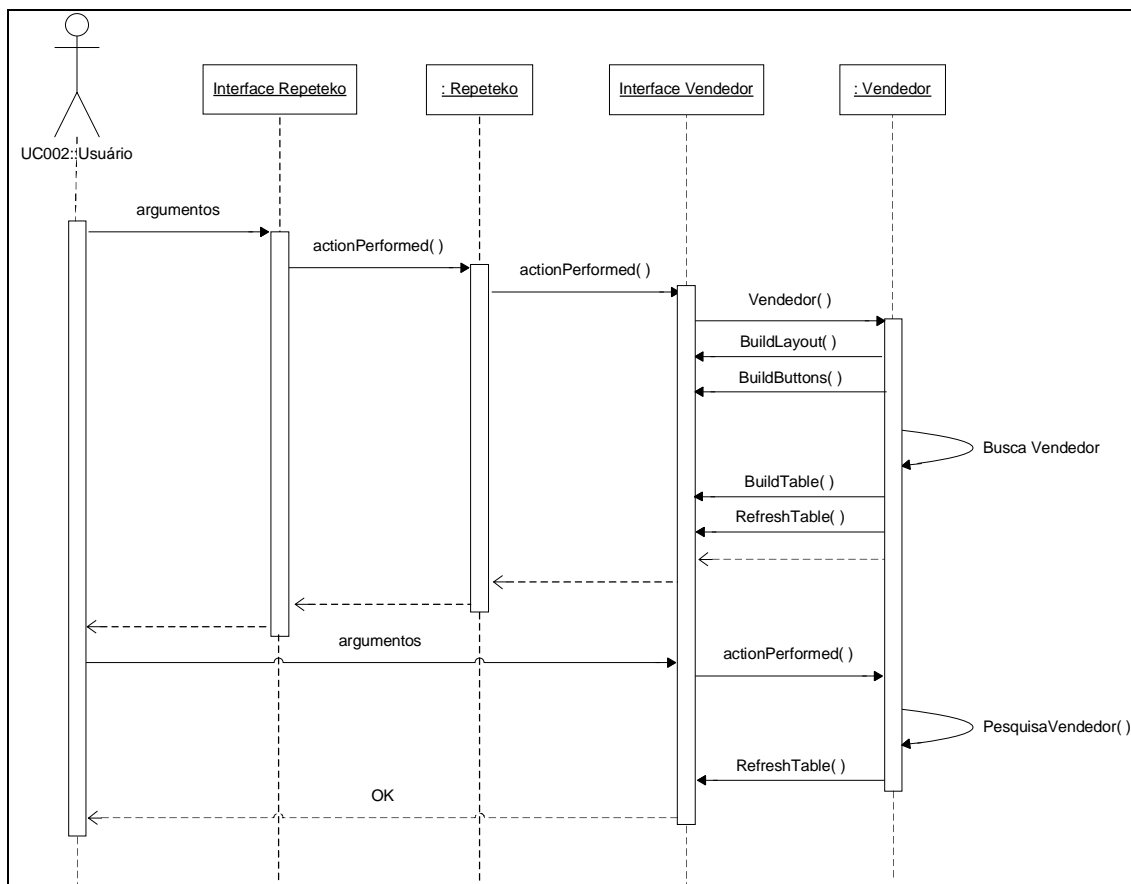 Interface Repeteko
: Repeteko
Interface Vendedor
: Vendedor
UC002::Usuário
argumentos
actionPerformed( )
actionPerformed( )
Vendedor( )
BuildLayout( )
BuildButtons( )
Busca Vendedor
BuildTable( )
RefreshTable( )
argumentos
actionPerformed( )
PesquisaVendedor( )
RefreshTable( )
OK